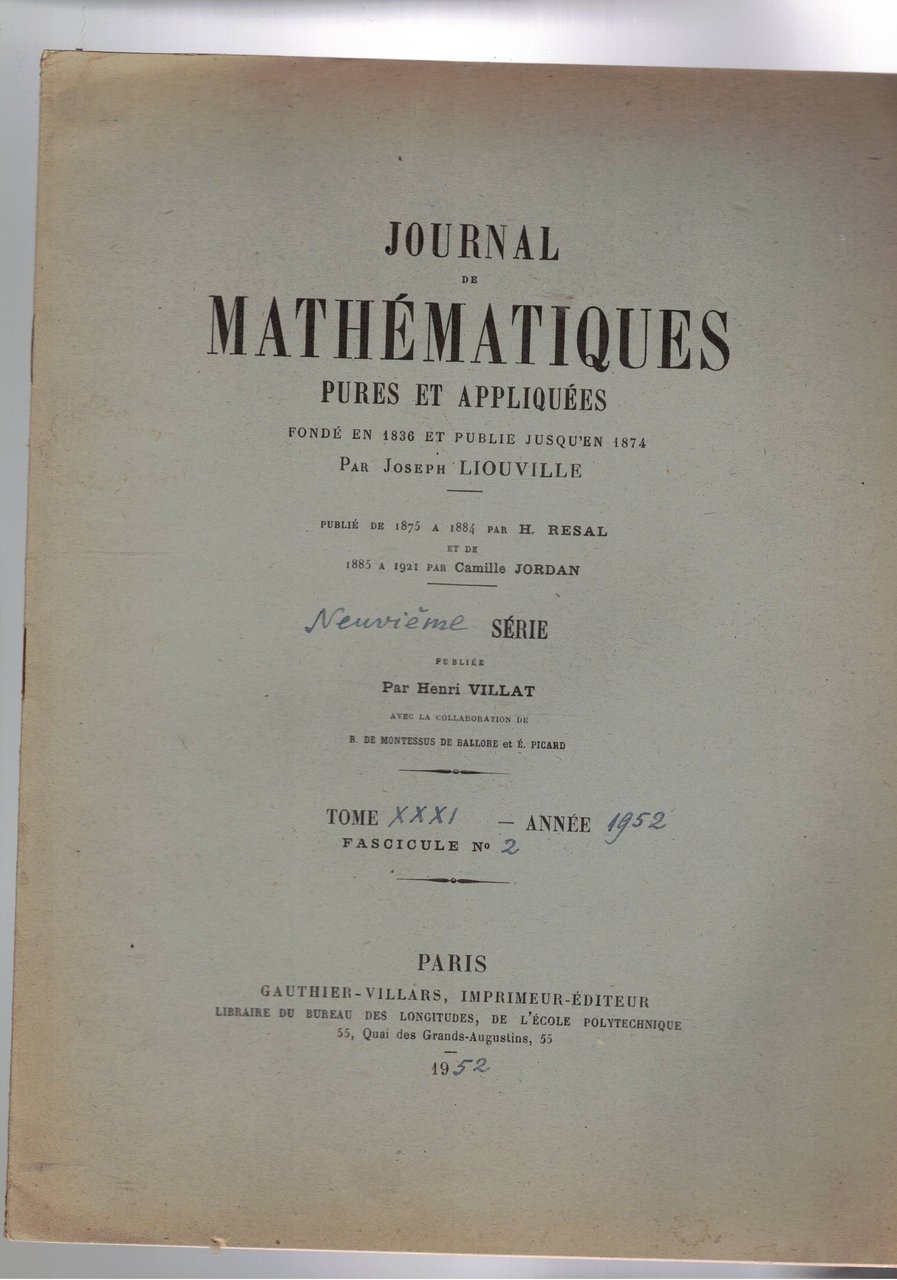 JOURNAL
DE
MATHÉMATIQUES
PURES ET APPLIQUÉES
FONDÉ EN 1836 ET PUBLIE JUSQU'EN 1874
PAR JOSEPH LIOUVILLE
PUBLIÉ DE 1875 A 1884 PAR H. RESAL
ET DE
1885 A 1921 PAR Camille JORDAN
Neuvième SÉRIE
PUBLIÉE
Par Henri VILLAT
AVEC LA COLLABORATION DE
R. DE MONTESSUS DE BALLORE et É. PICARD
TOME XXXI — ANNÉE 1952
FASCICULE Nº 2
PARIS
GAUTHIER-VILLARS, IMPRIMEUR-ÉDITEUR
LIBRAIRE DU BUREAU DES LONGITUDES, DE L'ÉCOLE POLYTECHNIQUE
55, Quai des Grands-Augustins, 55
1952